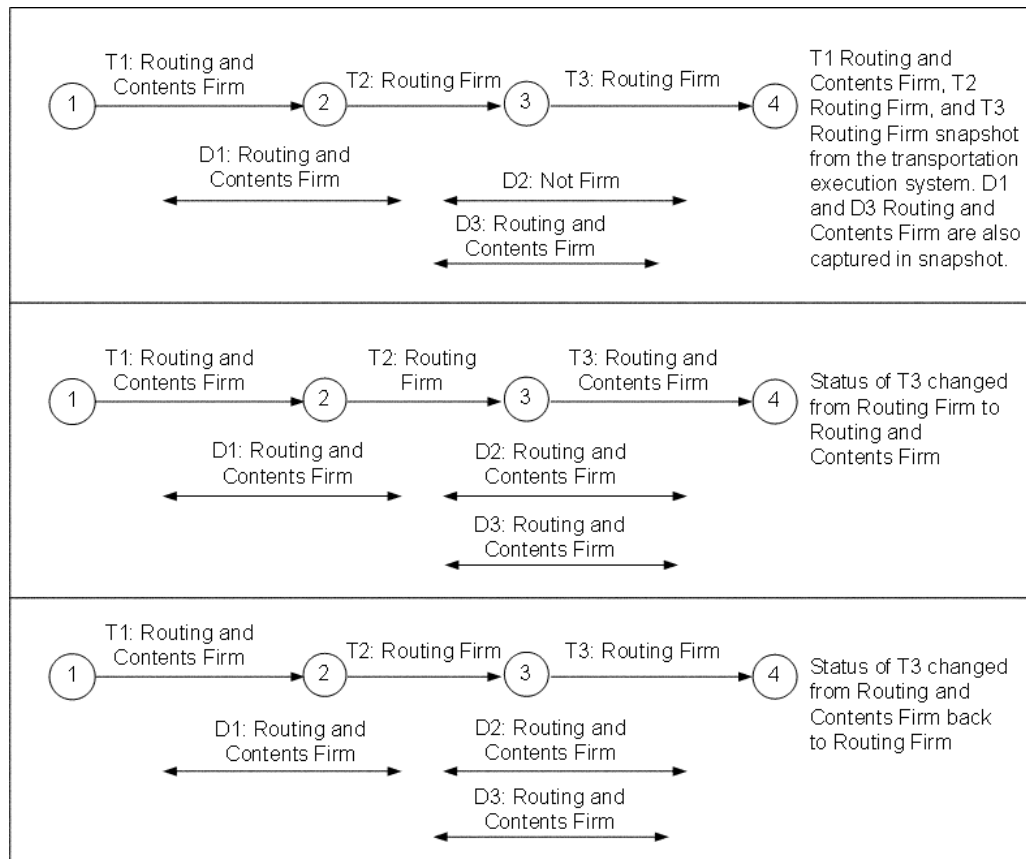 T1: Routing and
Contents Firm
T2: Routing Firm
T3: Routing Firm
1
2
3
4
D1: Routing and
Contents Firm
D2: Not Firm
D3: Routing and
Contents Firm
T1 Routing and
Contents Firm, T2
Routing Firm, and T3
Routing Firm snapshot
from the transportation
execution system. D1
and D3 Routing and
Contents Firm are also
captured in snapshot.
T1: Routing and
Contents Firm
T2: Routing
Firm
T3: Routing and
Contents Firm
1
2
3
4
D1: Routing and
Contents Firm
D2: Routing and
Contents Firm
D3: Routing and
Contents Firm
Status of T3 changed
from Routing Firm to
Routing and
Contents Firm
T1: Routing and
Contents Firm
T2: Routing Firm
T3: Routing Firm
1
2
3
4
D1: Routing and
Contents Firm
D2: Routing and
Contents Firm
D3: Routing and
Contents Firm
Status of T3 changed
from Routing and
Contents Firm back
to Routing Firm